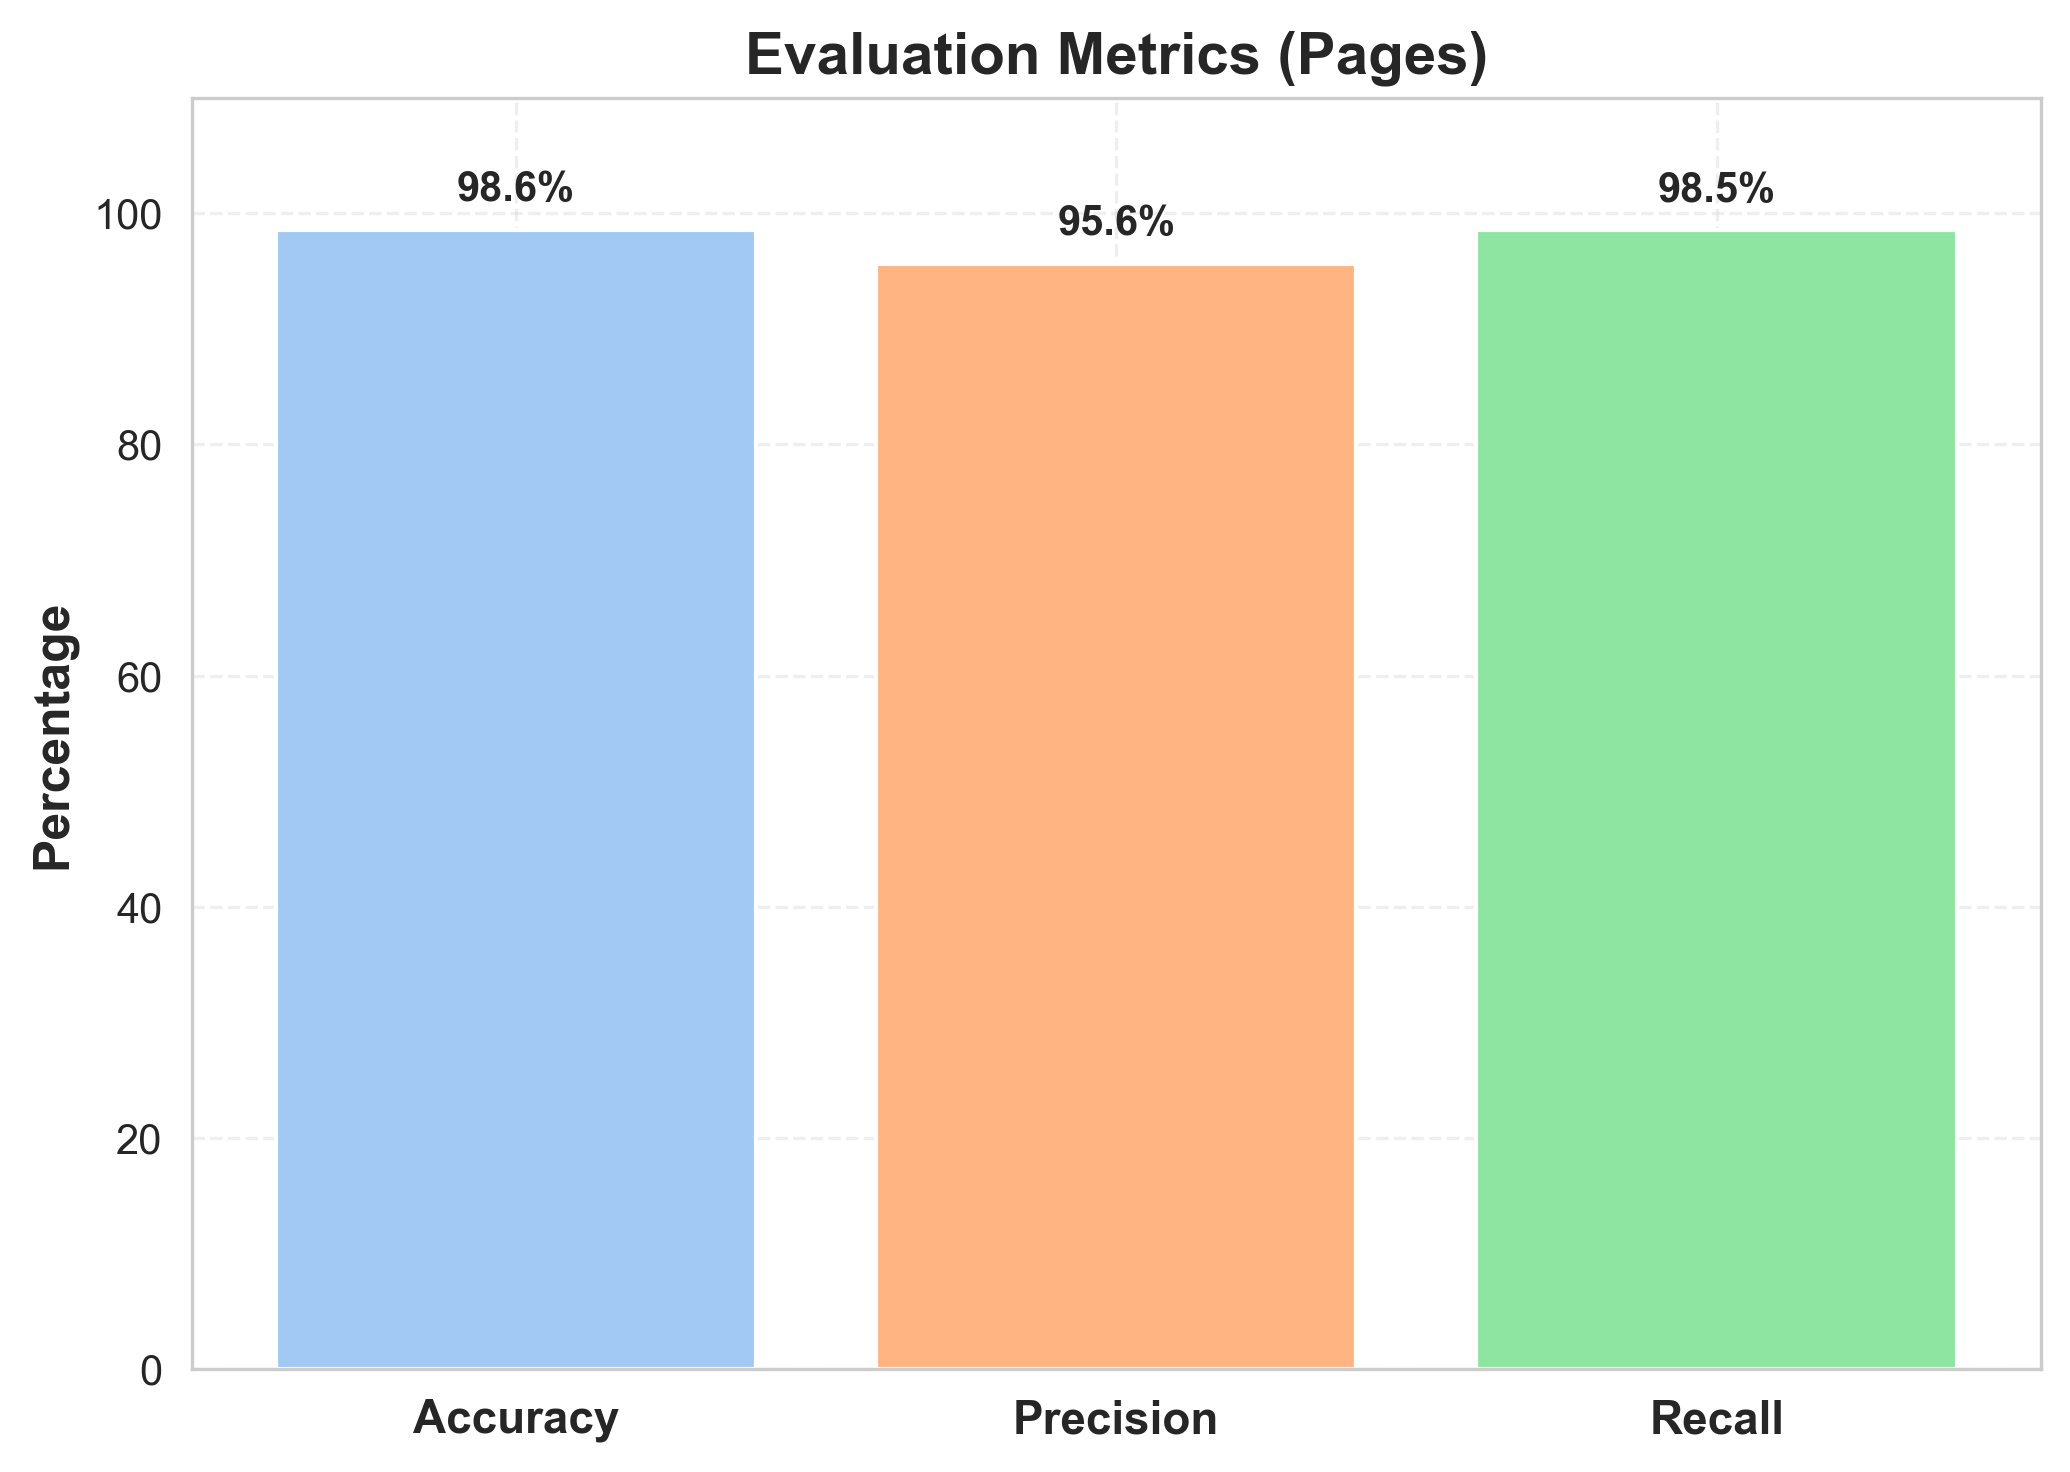 Evaluation Metrics (Pages)
98.6%
95.6%
98.5%
100
80
60
40
20
0
Percentage
Accuracy
Precision
Recall